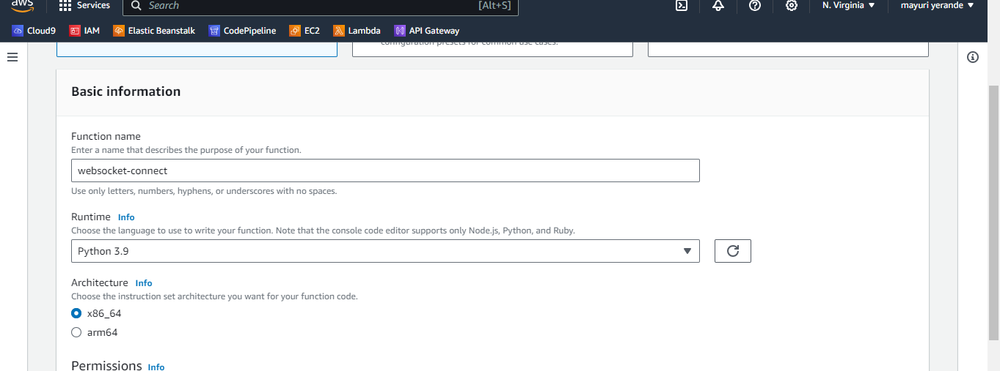 aws Services Search [Alt+S] N. Virginia mayuri yerande
Cloud9 IAM Elastic Beanstalk CodePipeline EC2 Lambda API Gateway
configuration presets for common use cases.
Basic information
Function name
Enter a name that describes the purpose of your function.
websocket-connect
Use only letters, numbers, hyphens, or underscores with no spaces.
Runtime Info
Choose the language to use to write your function. Note that the console code editor supports only Node.js, Python, and Ruby.
Python 3.9
Architecture Info
Choose the instruction set architecture you want for your function code.
x86_64
arm64
Permissions Info